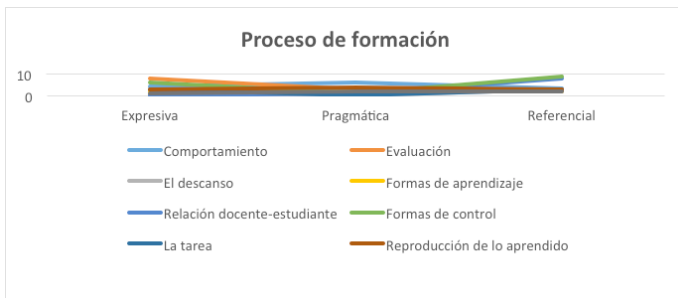 Proceso de formación
10
0
Expresiva Pragmática Referencial
Comportamiento Evaluación
El descanso Formas de aprendizaje
Relación docente-estudiante Formas de control
La tarea Reproducción de lo aprendido